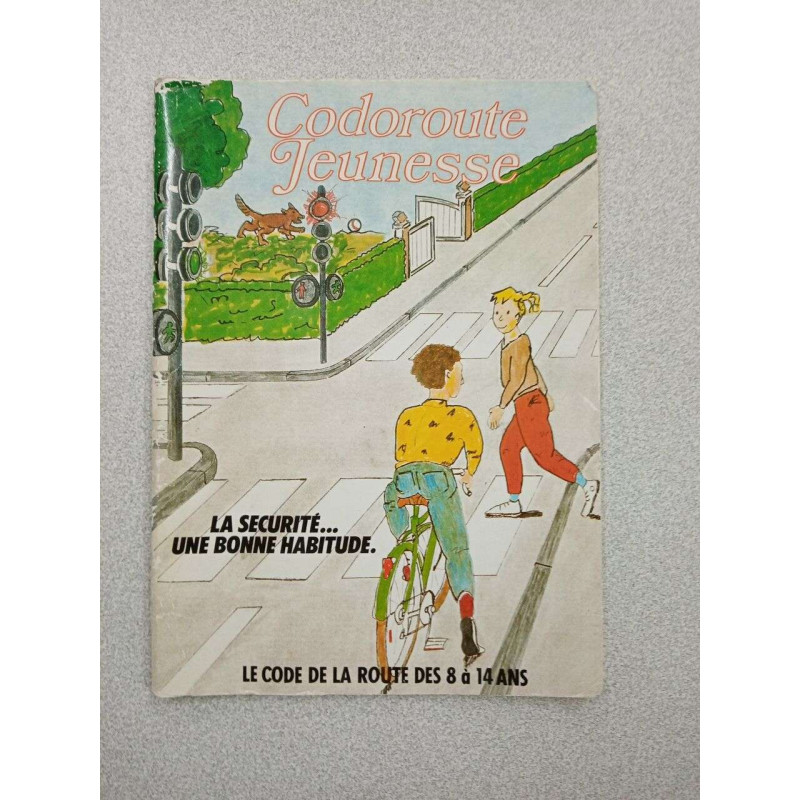 Codoroute
Jeunesse
LA SECURITÉ...
UNE BONNE HABITUDE.
LE CODE DE LA ROUTE DES 8 à 14 ANS